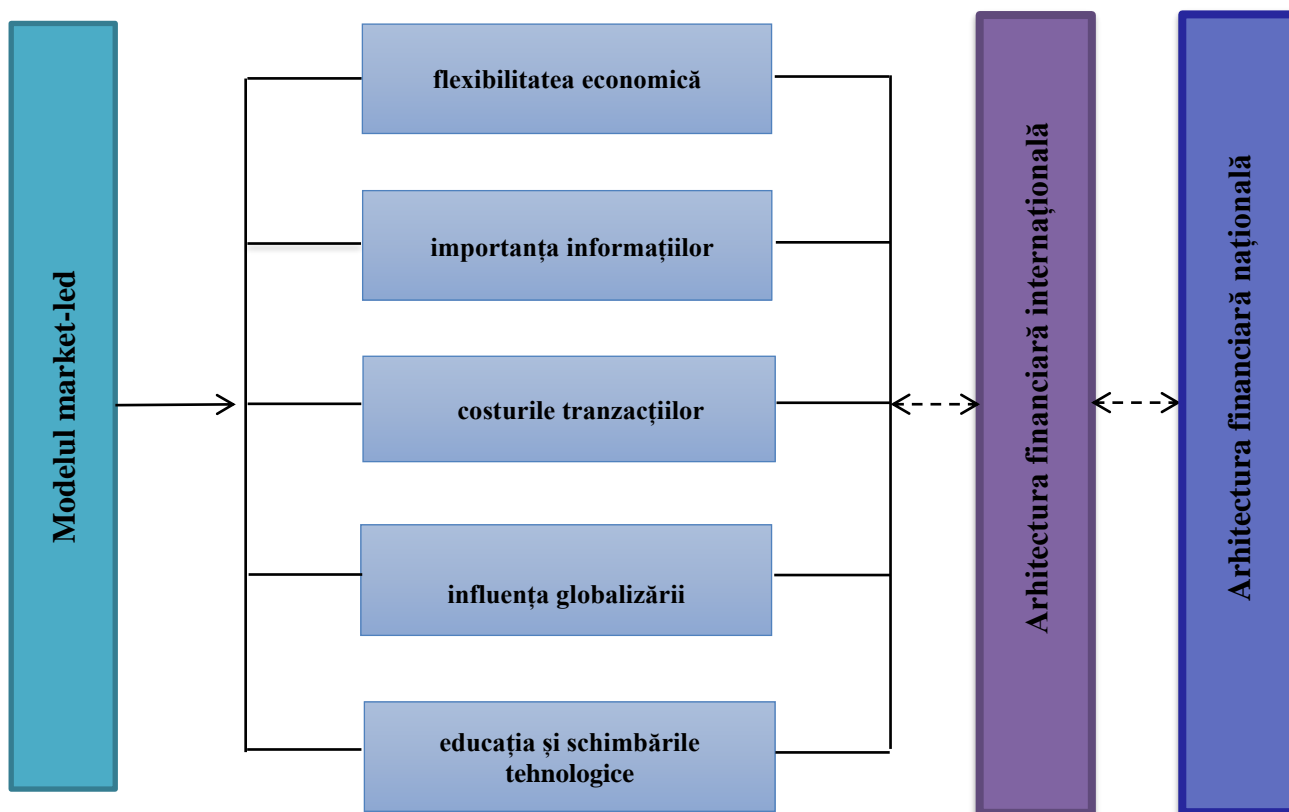 Modelul market-led
flexibilitatea economică
importanța informațiilor
costurile tranzacțiilor
influența globalizării
educația și schimbările
tehnologice
Arhitectura financiară internațională
Arhitectura financiară națională